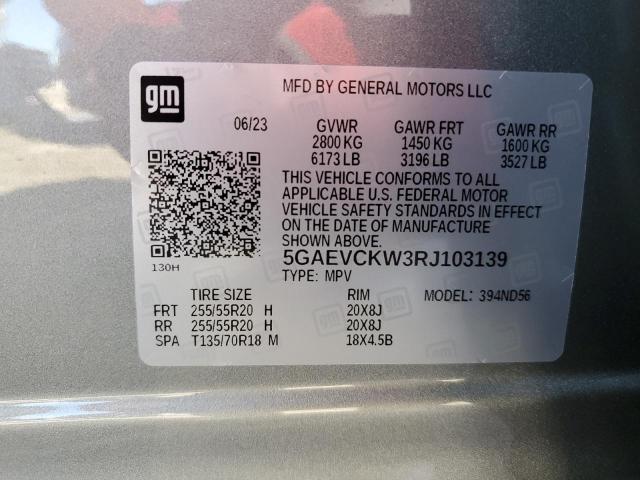 gm
MFD BY GENERAL MOTORS LLC
06/23 GVWR GAWR FRT GAWR RR
2800 KG 1450 KG 1600 KG
6173 LB 3196 LB 3527 LB
THIS VEHICLE CONFORMS TO ALL
APPLICABLE U.S. FEDERAL MOTOR
VEHICLE SAFETY STANDARDS IN EFFECT
ON THE DATE OF MANUFACTURE
SHOWN ABOVE.
5GAEVCKW3RJ103139
130H
TYPE: MPV
TIRE SIZE RIM MODEL: 394ND56
FRT 255/55R20 H 20X8J
RR 255/55R20 H 20X8J
SPA T135/70R18 M 18X4.5B